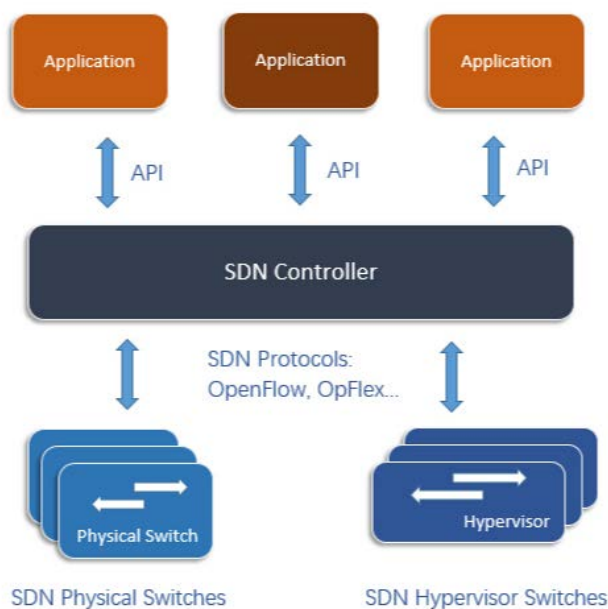 Application
Application
Application
API
API
API
SDN Controller
SDN Protocols:
OpenFlow, OpFlex...
Physical Switch
Hypervisor
SDN Physical Switches
SDN Hypervisor Switches